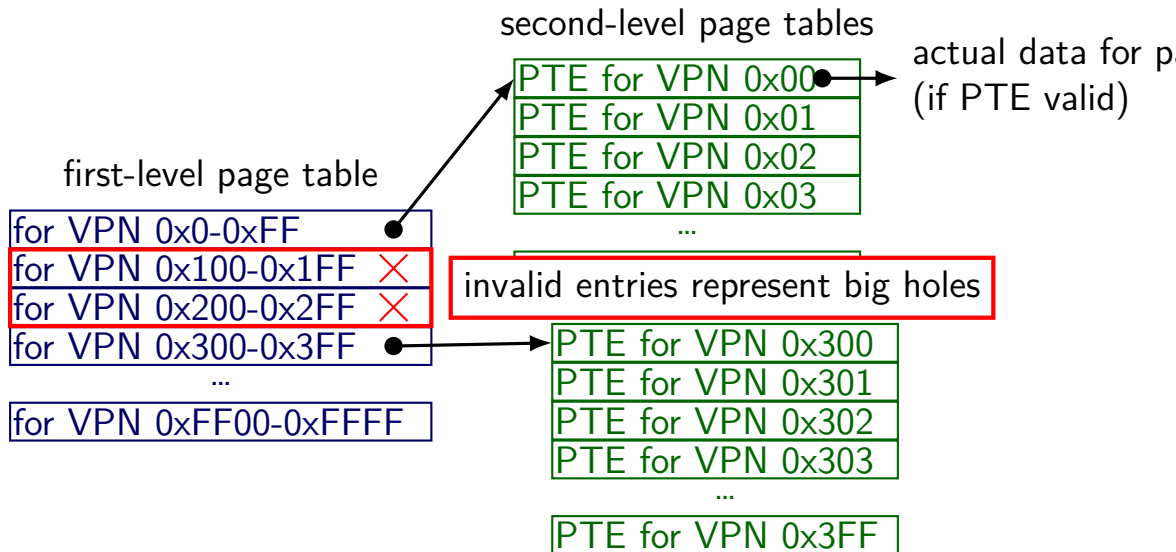 second-level page tables
PTE for VPN 0x00
PTE for VPN 0x01
PTE for VPN 0x02
PTE for VPN 0x03
...
actual data for
(if PTE valid)
first-level page table
for VPN 0x0-0xFF
for VPN 0x100-0x1FF
for VPN 0x200-0x2FF
for VPN 0x300-0x3FF
...
for VPN 0xFF00-0xFFFF
invalid entries represent big holes
PTE for VPN 0x300
PTE for VPN 0x301
PTE for VPN 0x302
PTE for VPN 0x303
...
PTE for VPN 0x3FF